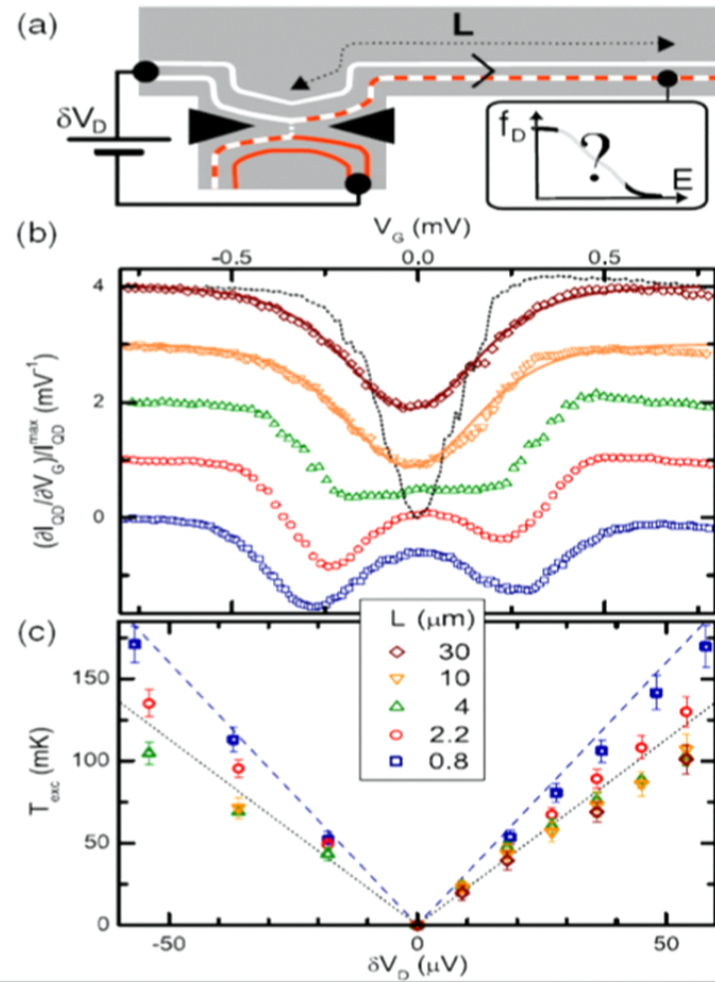 (a)
L
δV_D
f_D
?
E
V_G (mV)
(b)
-0.5 0.0 0.5
4
2
0
(∂I_QD/∂V_G)/I_QD^max (mV^-1)
(c)
L (μm)
30
10
4
2.2
0.8
150
100
50
0
T_exc (mK)
-50 0 50
δV_D (μV)